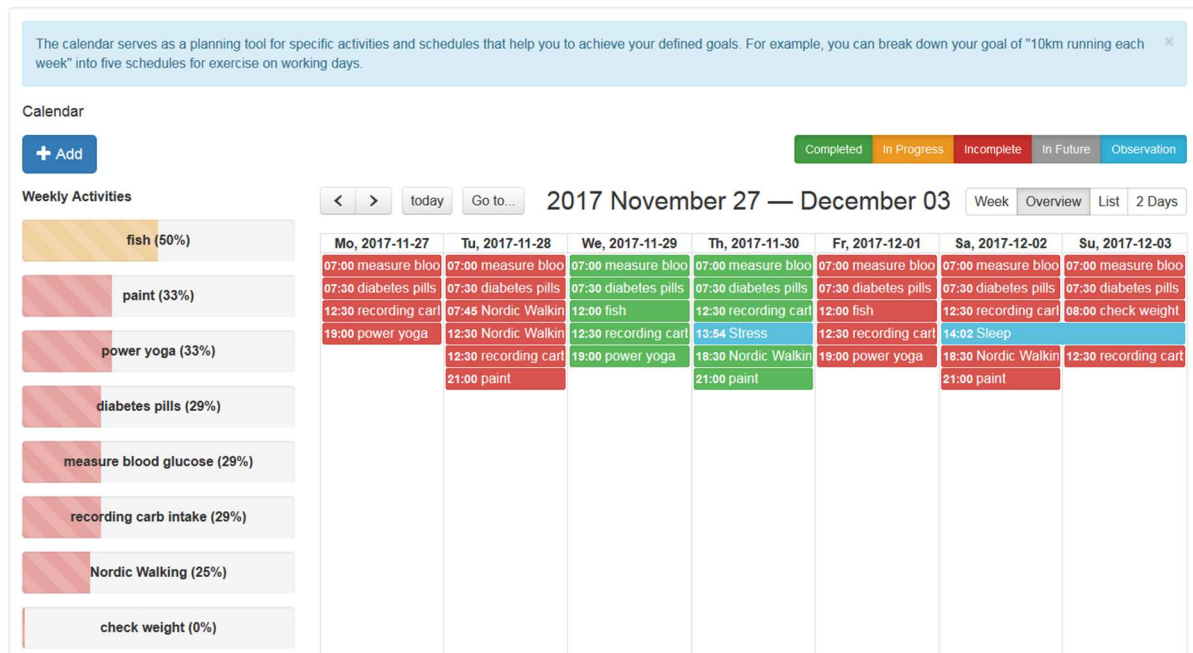 The calendar serves as a planning tool for specific activities and schedules that help you to achieve your defined goals. For example, you can break down your goal of "10km running each
week" into five schedules for exercise on working days.
×
Calendar
+ Add
Completed In Progress Incomplete In Future Observation
Weekly Activities
fish (50%)
paint (33%)
power yoga (33%)
diabetes pills (29%)
measure blood glucose (29%)
recording carb intake (29%)
Nordic Walking (25%)
check weight (0%)
< > today Go to... 2017 November 27 — December 03 Week Overview List 2 Days
Mo, 2017-11-27
07:00 measure bloo
07:30 diabetes pills
12:30 recording cart
19:00 power yoga
Tu, 2017-11-28
07:00 measure bloo
07:30 diabetes pills
07:45 Nordic Walkin
12:30 Nordic Walkin
12:30 recording cart
21:00 paint
We, 2017-11-29
07:00 measure bloo
07:30 diabetes pills
12:00 fish
12:30 recording cart
19:00 power yoga
Th, 2017-11-30
07:00 measure bloo
07:30 diabetes pills
12:30 recording cart
13:54 Stress
18:30 Nordic Walkin
21:00 paint
Fr, 2017-12-01
07:00 measure bloo
07:30 diabetes pills
12:00 fish
12:30 recording cart
19:00 power yoga
Sa, 2017-12-02
07:00 measure bloo
07:30 diabetes pills
12:30 recording cart
14:02 Sleep
18:30 Nordic Walkin
21:00 paint
Su, 2017-12-03
07:00 measure bloo
07:30 diabetes pills
08:00 check weight
12:30 recording cart